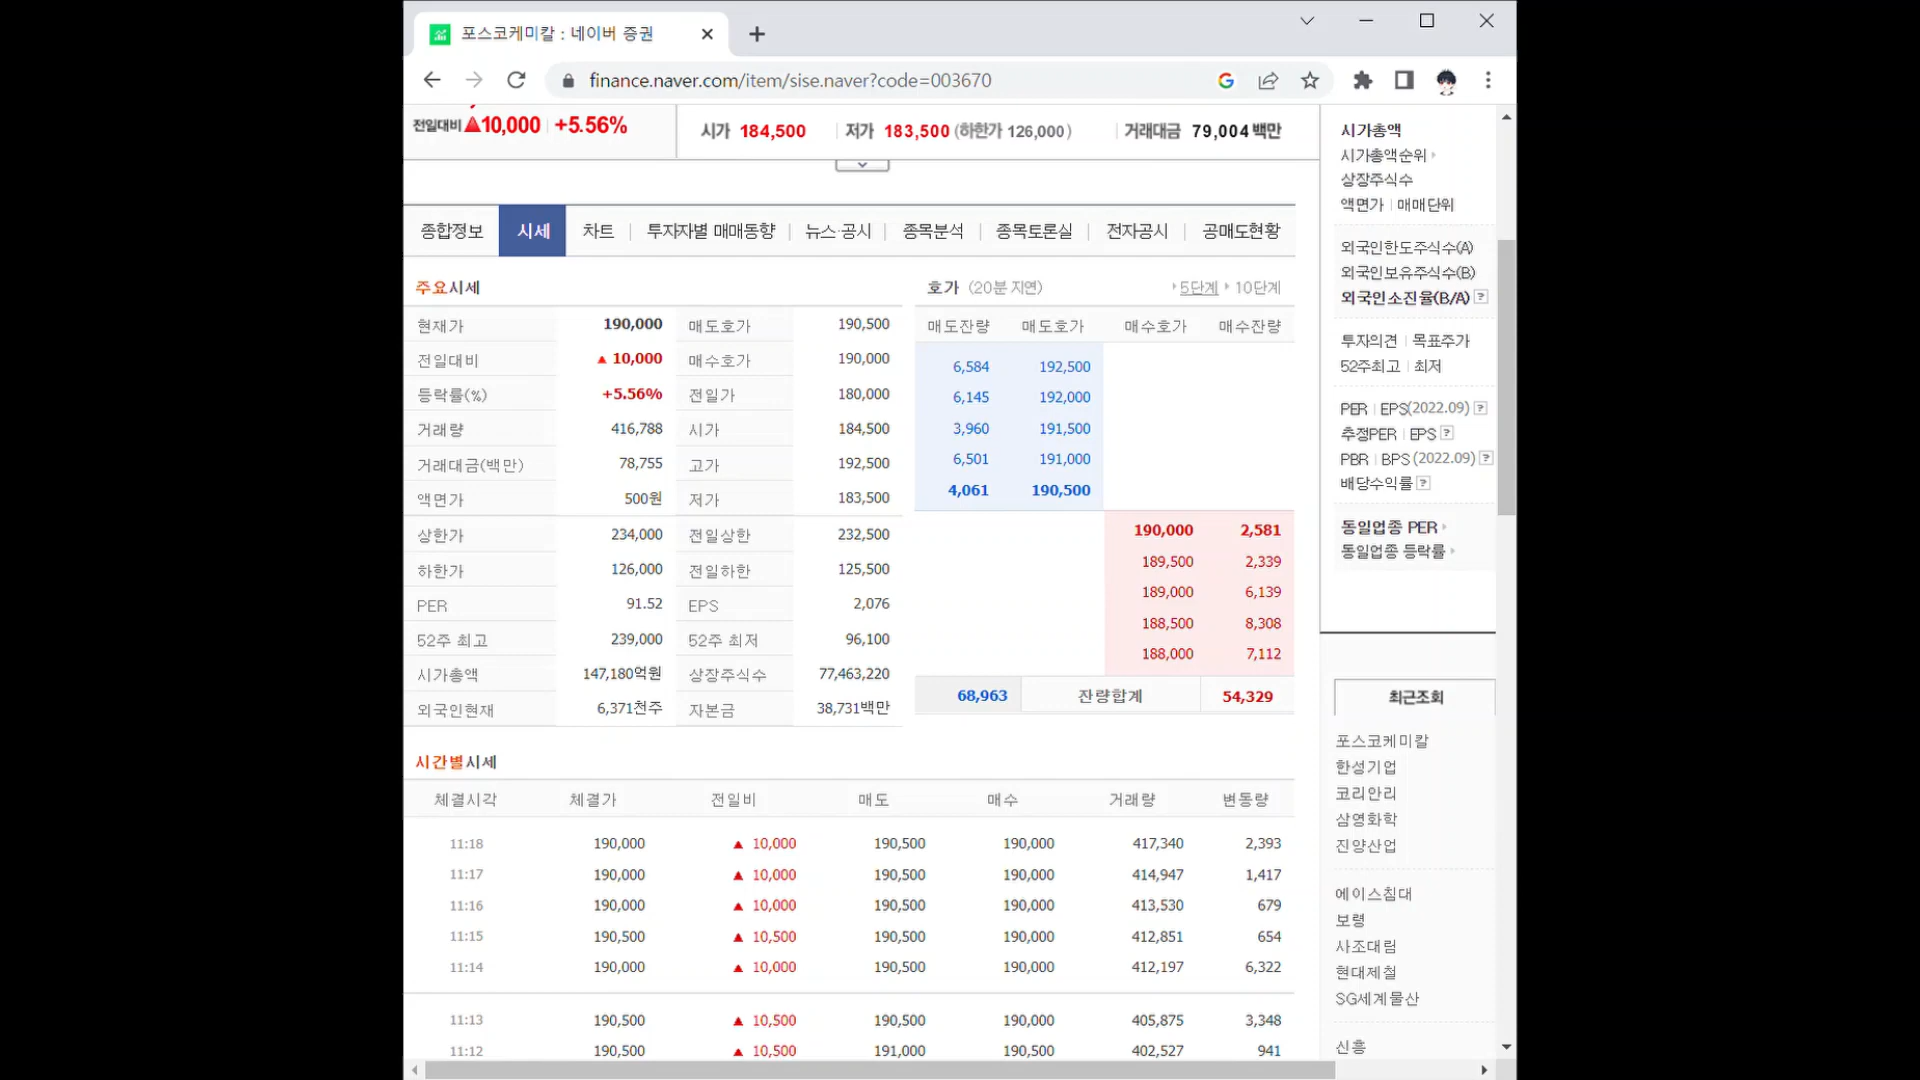 포스코케미칼 : 네이버 증권
finance.naver.com/item/sise.naver?code=003670
전일대비 ▲10,000 +5.56%
시가 184,500 저가 183,500 (하한가 126,000) 거래대금 79,004 백만
종합정보 시세 차트 투자자별 매매동향 뉴스·공시 종목분석 종목토론실 전자공시 공매도현황
주요시세
현재가 190,000 매도호가 190,500
전일대비 ▲ 10,000 매수호가 190,000
등락률(%) +5.56% 전일가 180,000
거래량 416,788 시가 184,500
거래대금(백만) 78,755 고가 192,500
액면가 500원 저가 183,500
상한가 234,000 전일상한 232,500
하한가 126,000 전일하한 125,500
PER 91.52 EPS 2,076
52주 최고 239,000 52주 최저 96,100
시가총액 147,180억원 상장주식수 77,463,220
외국인현재 6,371천주 자본금 38,731백만
호가 (20분 지연) 5단계 10단계
매도잔량 매도호가 매수호가 매수잔량
6,584 192,500
6,145 192,000
3,960 191,500
6,501 191,000
4,061 190,500
190,000 2,581
189,500 2,339
189,000 6,139
188,500 8,308
188,000 7,112
68,963 잔량합계 54,329
시간별시세
체결시각 체결가 전일비 매도 매수 거래량 변동량
11:18 190,000 ▲ 10,000 190,500 190,000 417,340 2,393
11:17 190,000 ▲ 10,000 190,500 190,000 414,947 1,417
11:16 190,000 ▲ 10,000 190,500 190,000 413,530 679
11:15 190,500 ▲ 10,500 190,500 190,000 412,851 654
11:14 190,000 ▲ 10,000 190,500 190,000 412,197 6,322
11:13 190,500 ▲ 10,500 190,500 190,000 405,875 3,348
11:12 190,500 ▲ 10,500 191,000 190,500 402,527 941
시가총액
시가총액순위
상장주식수
액면가 | 매매단위
외국인한도주식수(A)
외국인보유주식수(B)
외국인소진율(B/A) ?
투자의견 | 목표주가
52주최고 | 최저
PER | EPS(2022.09) ?
추정PER | EPS ?
PBR | BPS (2022.09) ?
배당수익률 ?
동일업종 PER
동일업종 등락률
최근조회
포스코케미칼
한성기업
코리안리
삼영화학
진양산업
에이스침대
보령
사조대림
현대제철
SG세계물산
신흥